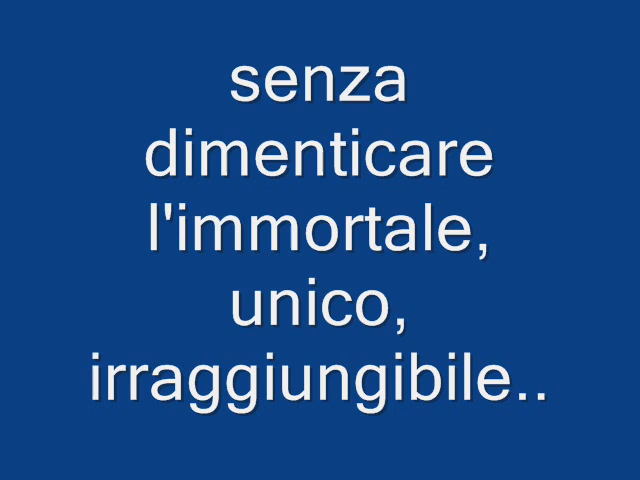 senza
dimenticare
l'immortale,
unico,
irraggiungibile..